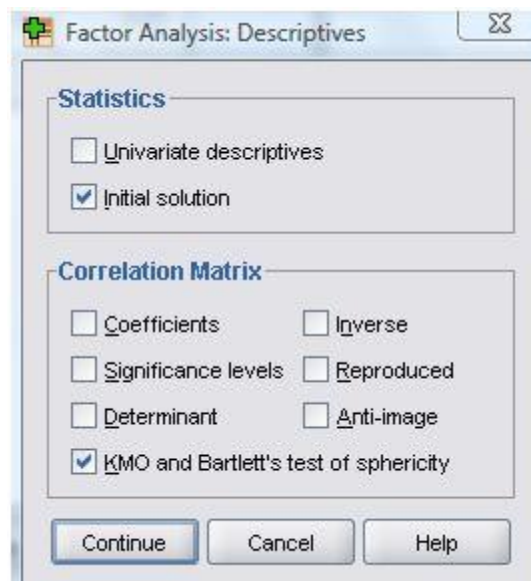 Factor Analysis: Descriptives
Statistics
Univariate descriptives
Initial solution
Correlation Matrix
Coefficients Inverse
Significance levels Reproduced
Determinant Anti-image
KMO and Bartlett's test of sphericity
Continue Cancel Help